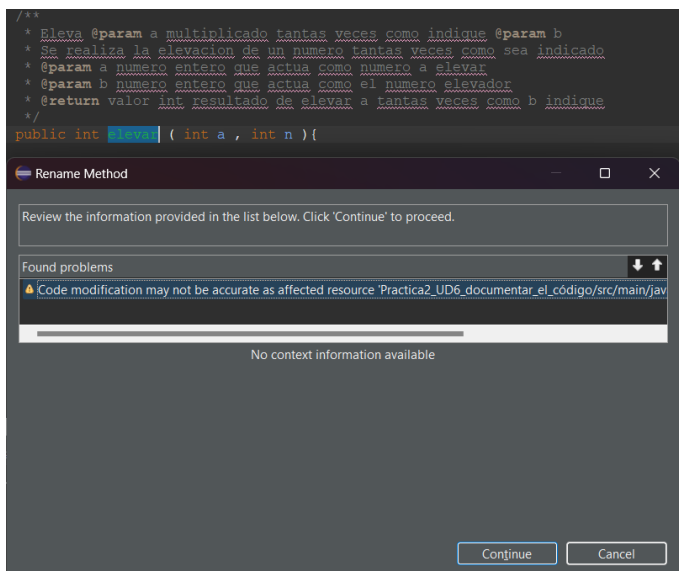 /**
* Eleva @param a multiplicado tantas veces como indique @param b
* Se realiza la elevacion de un numero tantas veces como sea indicado
* @param a numero entero que actua como numero a elevar
* @param b numero entero que actua como el numero elevador
* @return valor int resultado de elevar a tantas veces como b indique
*/
public int elevar ( int a , int n ){
Rename Method
Review the information provided in the list below. Click 'Continue' to proceed.
Found problems
Code modification may not be accurate as affected resource 'Practica2_UD6_documentar_el_código/src/main/jav
No context information available
Continue
Cancel